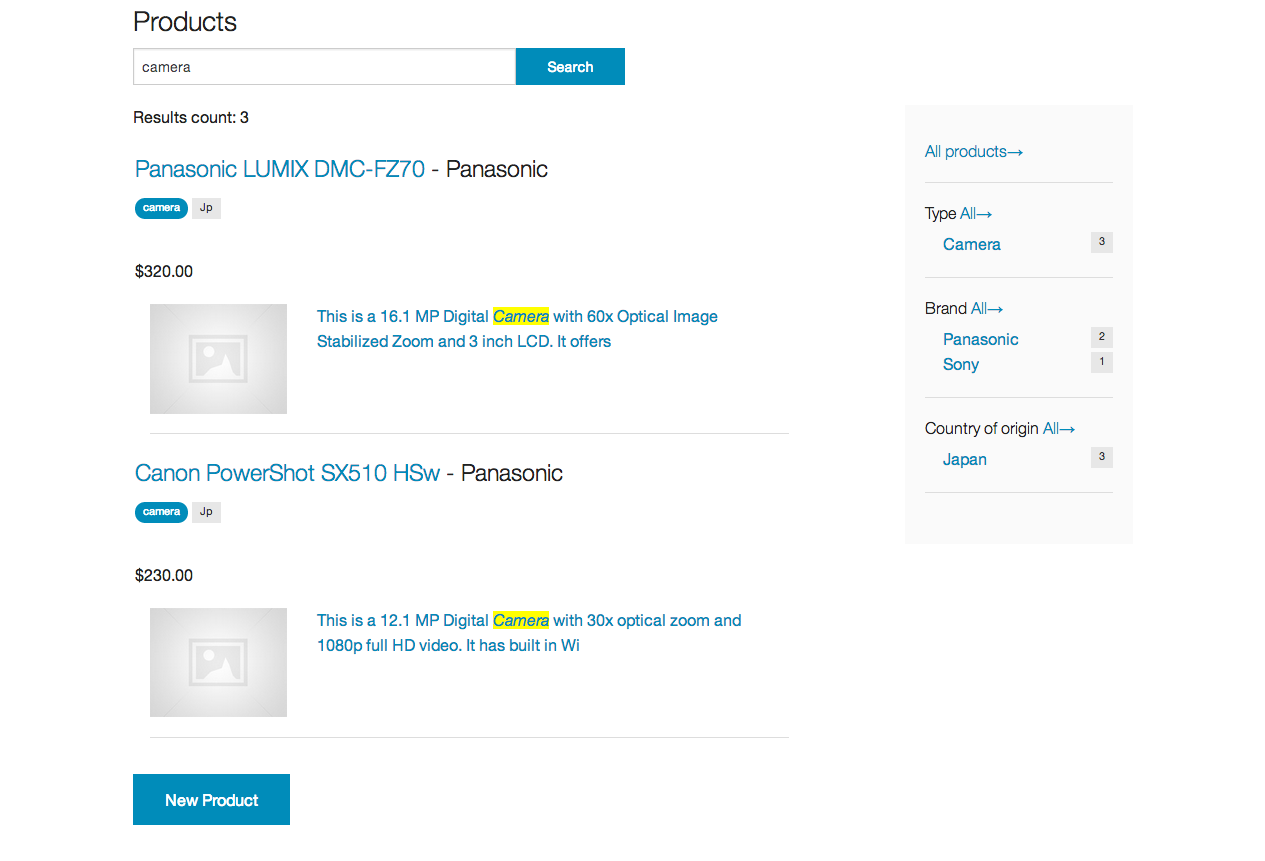 Products
camera
Search
Results count: 3
Panasonic LUMIX DMC-FZ70 - Panasonic
camera Jp
$320.00
This is a 16.1 MP Digital Camera with 60x Optical Image
Stabilized Zoom and 3 inch LCD. It offers
Canon PowerShot SX510 HSw - Panasonic
camera Jp
$230.00
This is a 12.1 MP Digital Camera with 30x optical zoom and
1080p full HD video. It has built in Wi
New Product
All products→
Type All→
Camera 3
Brand All→
Panasonic 2
Sony 1
Country of origin All→
Japan 3